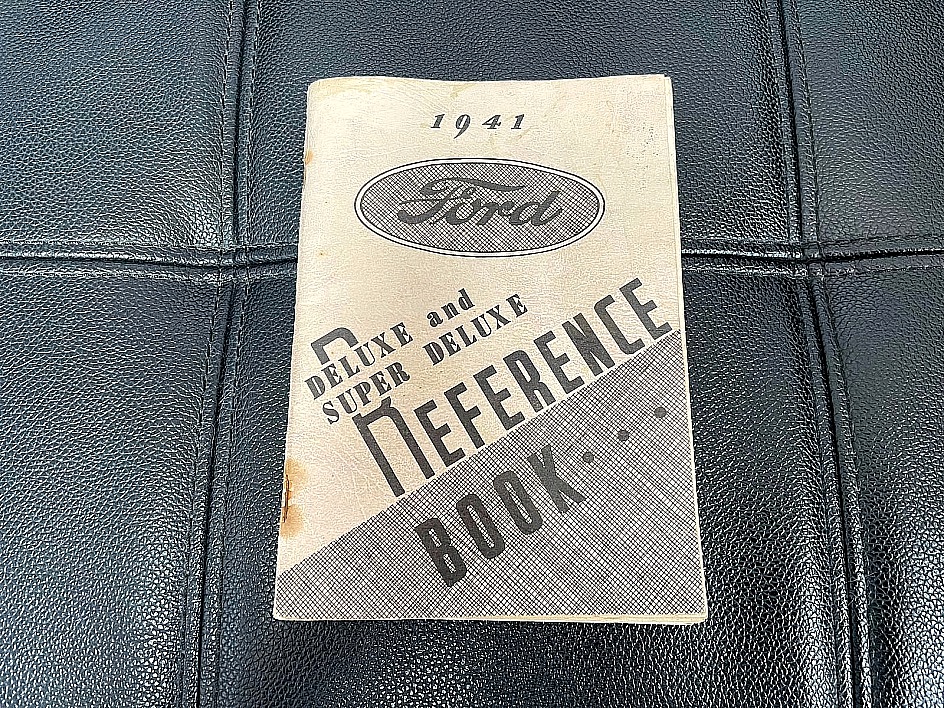 1941
Ford
DELUXE and
SUPER DELUXE
REFERENCE
BOOK...